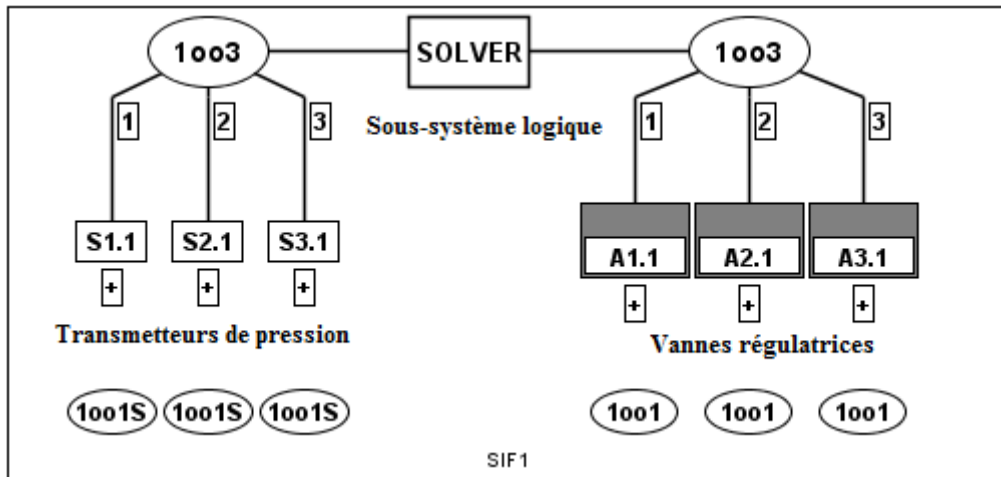 1oo3 SOLVER 1oo3
Sous-système logique
1 2 3 1 2 3
S1.1 S2.1 S3.1 A1.1 A2.1 A3.1
+ + + + + +
Transmetteurs de pression Vannes régulatrices
1oo1S 1oo1S 1oo1S 1oo1 1oo1 1oo1
SIF1